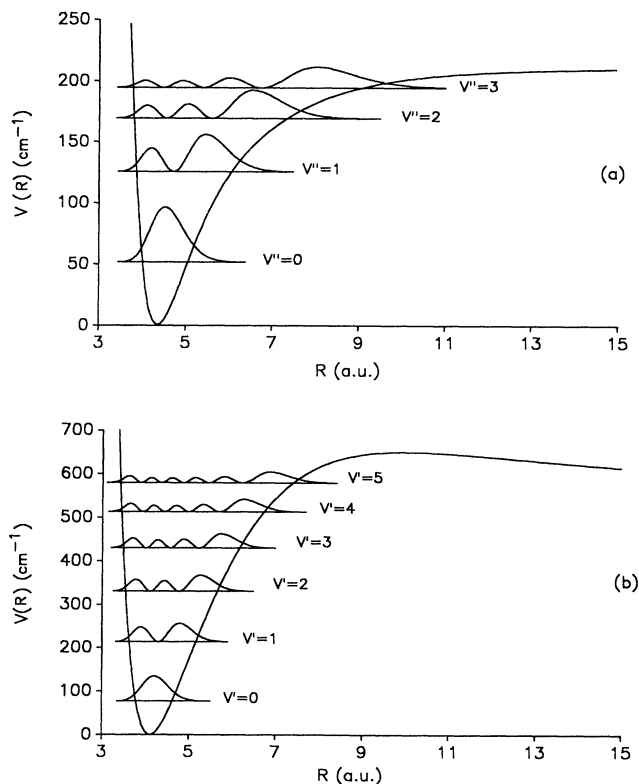 250
200
150
100
50
0
V (R) (cm⁻¹)
V''=3
V''=2
V''=1
V''=0
(a)
3 5 7 9 11 13 15
R (a.u.)
700
600
500
400
300
200
100
0
V(R) (cm⁻¹)
V'=5
V'=4
V'=3
V'=2
V'=1
V'=0
(b)
3 5 7 9 11 13 15
R (a.u.)